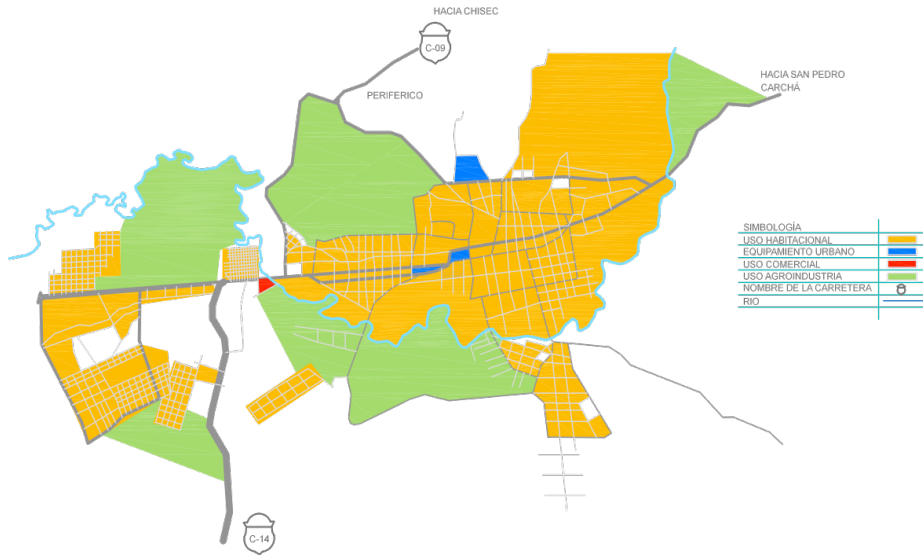 HACIA CHISEC
C-09
PERIFERICO
HACIA SAN PEDRO
CARCHÁ
SIMBOLOGÍA
USO HABITACIONAL
EQUIPAMIENTO URBANO
USO COMERCIAL
USO AGROINDUSTRIA
NOMBRE DE LA CARRETERA
RIO
C-14